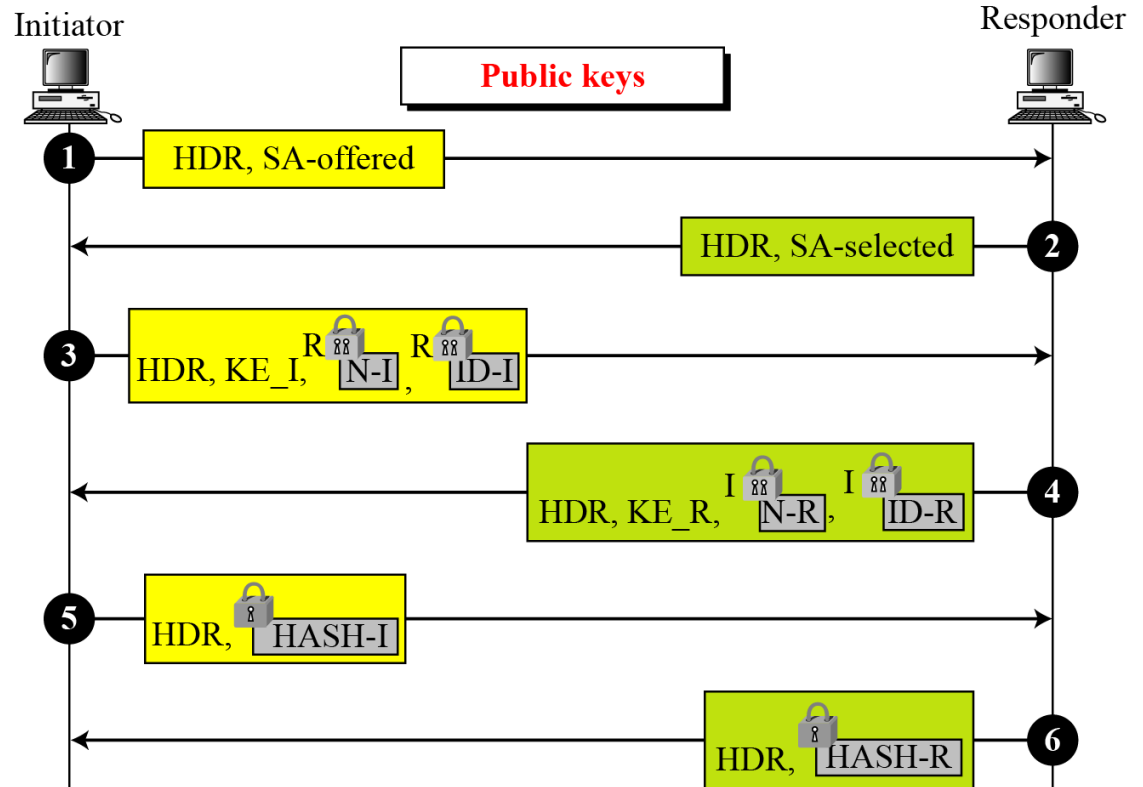 Initiator
Responder
Public keys
1
HDR, SA-offered
HDR, SA-selected
2
3
HDR, KE_I, R N-I, R ID-I
HDR, KE_R, I N-R, I ID-R
4
5
HDR, HASH-I
HDR, HASH-R
6